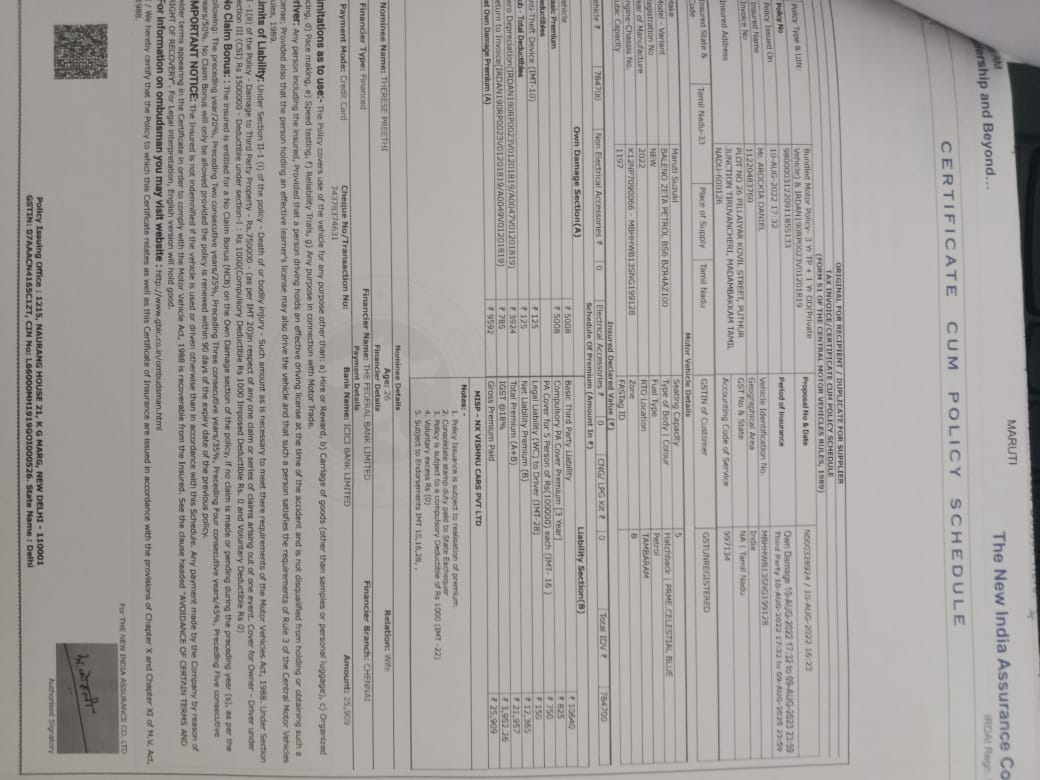 MARUTI
The New India Assurance Co
ership and Beyond...
CERTIFICATE CUM POLICY SCHEDULE
ORIGINAL FOR RECIPIENT / DUPLICATE FOR SUPPLIER
TAX INVOICE/CERTIFICATE CUM POLICY SCHEDULE
(FORM 51 OF THE CENTRAL MOTOR VEHICLES RULES, 1989)
Policy Type & UIN: Bundled Motor Policy- 3 Yr TP + 1 Yr OD(Private
Vehicle) & IRDAN190RP0023V01201819
Proposal No & Date N000328924 / 10-AUG-2022 16:23
Policy No 98000031220911855133
Period of Insurance Own Damage 10-AUG-2022 17:32 to 09-AUG-2023 23:59
Policy Issued On 10-AUG-2022 17:32
Third Party 10-AUG-2022 17:32 to 09-AUG-2025 23:59
Insured Name Mr. AROCKIA DANIEL
Vehicle Identification No. MBHHWB13SNG199128
Invoice No 11220483760
Geographical Area India
Insured Address PLOT NO 26 PILLAIYAR KOVIL STREET, PUTHUR
JUNCTION TIRUVANCHERI, MADAMBAKKAM TAMIL
NADU-600126
GST No & State NA | Tamil Nadu
Accounting Code of Service 997134
Insured State &
Code Tamil Nadu-33 Place of Supply Tamil Nadu GSTIN of Customer GSTUNREGISTERED
Motor Vehicle Details
Maruti Suzuki Seating Capacity 5
Model - Variant BALENO ZETA PETROL BS6 BZR4AZ100 Type of Body | Colour Hatchback | PRME CELESTIAL BLUE
Registration No NEW Fuel Type Petrol
Year of Manufacture 2022 RTO Location TAMBARAM
Engine-Chassis No. K12NP7090066 - MBHHWB13SNG199128 Zone B
Cubic Capacity 1197 FASTag ID
Insured Declared Value (₹)
Vehicle ₹ 784700 Non Electrical Accessories ₹ 0 Electrical Accessories ₹ 0 CNG/ LPG Kit ₹ 0 Total IDV ₹ 784700
Schedule Of Premium (Amount In ₹)
Own Damage Section(A) Liability Section(B)
Vehicle ₹ 5008 Basic Third Party Liability ₹ 10640
Basic Premium ₹ 5008 Compulsory PA Cover Premium (3 Year) ₹ 825
Deductibles PA Cover for 5 Person of Rs(100000) each (IMT- 16 ) ₹ 750
Anti-Theft Device (IMT-10) ₹ 125 Legal Liability (WC) to Driver (IMT-28) ₹ 150
Sub- Total Deductibles ₹ 125 Net Liability Premium (B) ₹ 12,365
Zero Depreciation(IRDAN190RP0023V01201819/A0047V01201819) ₹ 3924 Total Premium (A+B) ₹ 21,957
Return to Invoice(IRDAN190RP0023V01201819/A0049V01201819) ₹ 785 IGST @18% ₹ 3,952.26
Net Own Damage Premium (A) ₹ 9592 Gross Premium Paid ₹ 25,909
MISP - NX VISHNU CARS PVT LTD
Notes:-
1. Policy Issuance is subject to realisation of premium.
2. Consolidate stamp duty paid to State Exchequer
3. Policy is subject to a compulsory Deductible of Rs 1000 (IMT -22)
4. Voluntary excess Rs (0)
5. Subject to Endorsements IMT 10,16,28, ,
Nominee Details
Nominee Name: THERESE PREETHI Age: 26 Relation: Wife
Financier Details
Financier Type: Financed Financier Name: THE FEDERAL BANK LIMITED Financier Branch: CHENNAI
Payment Details
Payment Mode: Credit Card Cheque No/Transaction No: 74378374631 Bank Name: ICICI BANK LIMITED Amount: 25,909
Limitations as to use:- The Policy covers use of the vehicle for any purpose other than: a) Hire or Reward, b) Carriage of goods (other than samples or personal luggage), c) Organized
racing, d) Pace making, e) Speed testing, f) Reliability Trials, g) Any purpose in connection with Motor Trade.
Driver: Any person including the insured, Provided that a person driving holds an effective driving license at the time of the accident and is not disqualified from holding or obtaining such a
license; Provided also that the person holding an effective learner's license may also drive the vehicle and that such a person satisfies the requirements of Rule 3 of the Central Motor Vehicles
Rules, 1989.
Limits of Liability: Under Section II-1 (i) of the policy - Death of or bodily injury - Such amount as is necessary to meet there requirements of the Motor Vehicles Act, 1988. Under Section
II -1(ii) of the Policy - Damage to Third Party Property - Rs.750000 - (as per IMT 20)in respect of any one claim or series of claims arising out of one event. Cover for Owner - Driver under
section III (CSI) Rs 1500000 - Deductible under section-I : Rs 1000(Compulsory Deductible Rs 1000 Imposed Deductible Rs. 0 and Voluntary Deductible Rs 0)
No Claim Bonus: : The insured is entitled for a No Claim Bonus (NCB) on the Own Damage section of the policy, if no claim is made or pending during the preceding year (s), as per the
following: The preceding year/20%, Preceding Two consecutive years/25%, Preceding Three consecutive years/35%, Preceding Four consecutive years/45%, Preceding Five consecutive
years/50%. No Claim Bonus will only be allowed provided the policy is renewed within 90 days of the expiry date of the previous policy.
IMPORTANT NOTICE: The Insured is not indemnified if the vehicle is used or driven otherwise than in accordance with this Schedule. Any payment made by the Company by reason of
wider terms appearing in the Certificate in order to comply with the Motor Vehicle Act, 1988 is recoverable from the Insured. See the clause headed "AVOIDANCE OF CERTAIN TERMS AND
RIGHT OF RECOVERY". For Legal interpretation, English version will hold good.
For information on ombudsman you may visit website : http://www.gbic.co.in/ombudsman.html
I / We hereby certify that the Policy to which this Certificate relates as well as this Certificate of Insurance are issued in accordance with the provisions of Chapter X and Chapter XI of M.V. Act,
1988.
For THE NEW INDIA ASSURANCE CO. LTD
Authorised Signatory
Policy Issuing Office : 1215, NAURANG HOUSE 21, K G MARG, NEW DELHI - 110001
GSTIN: 07AAACN4165C1Z7, CIN No: L66000MH1919GOI000526. State Name : Delhi